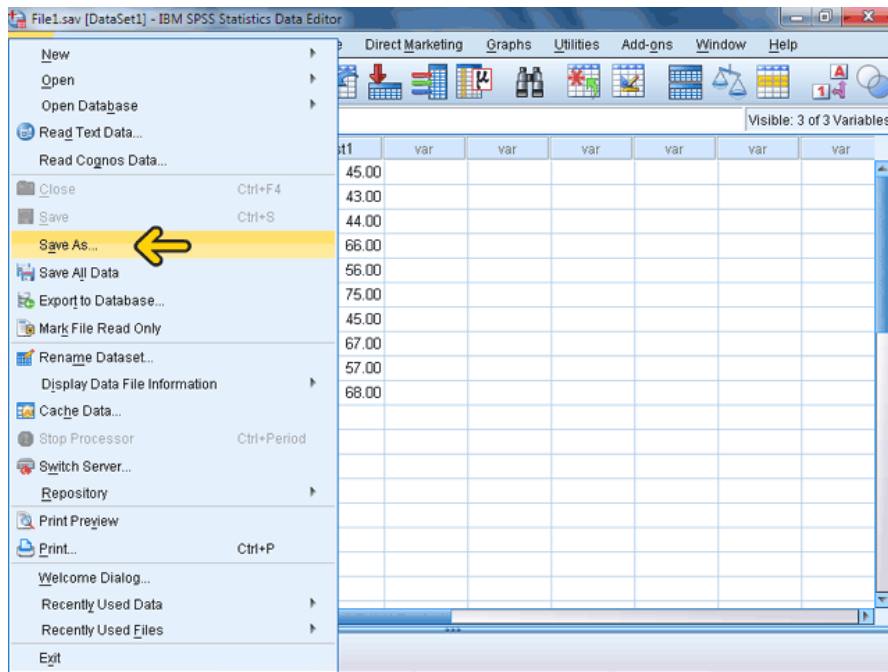 File1.sav [DataSet1] - IBM SPSS Statistics Data Editor
Direct Marketing Graphs Utilities Add-ons Window Help
New
Open
Open Database
Read Text Data...
Read Cognos Data...
Close Ctrl+F4
Save Ctrl+S
Save As...
Save All Data
Export to Database...
Mark File Read Only
Rename Dataset...
Display Data File Information
Cache Data...
Stop Processor Ctrl+Period
Switch Server...
Repository
Print Preview
Print... Ctrl+P
Welcome Dialog...
Recently Used Data
Recently Used Files
Exit
Visible: 3 of 3 Variables
st1 var var var var var var
45.00
43.00
44.00
66.00
56.00
75.00
45.00
67.00
57.00
68.00